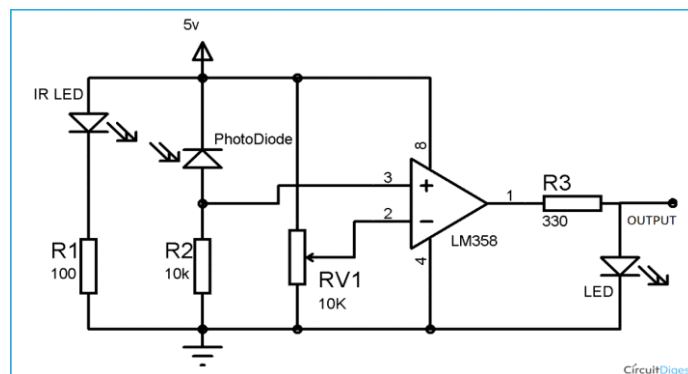 5v
IR LED
PhotoDiode
8
3
+
1
R3
2
-
LM358
330
OUTPUT
R1
100
R2
10k
RV1
10K
4
LED
CírcuitDiges